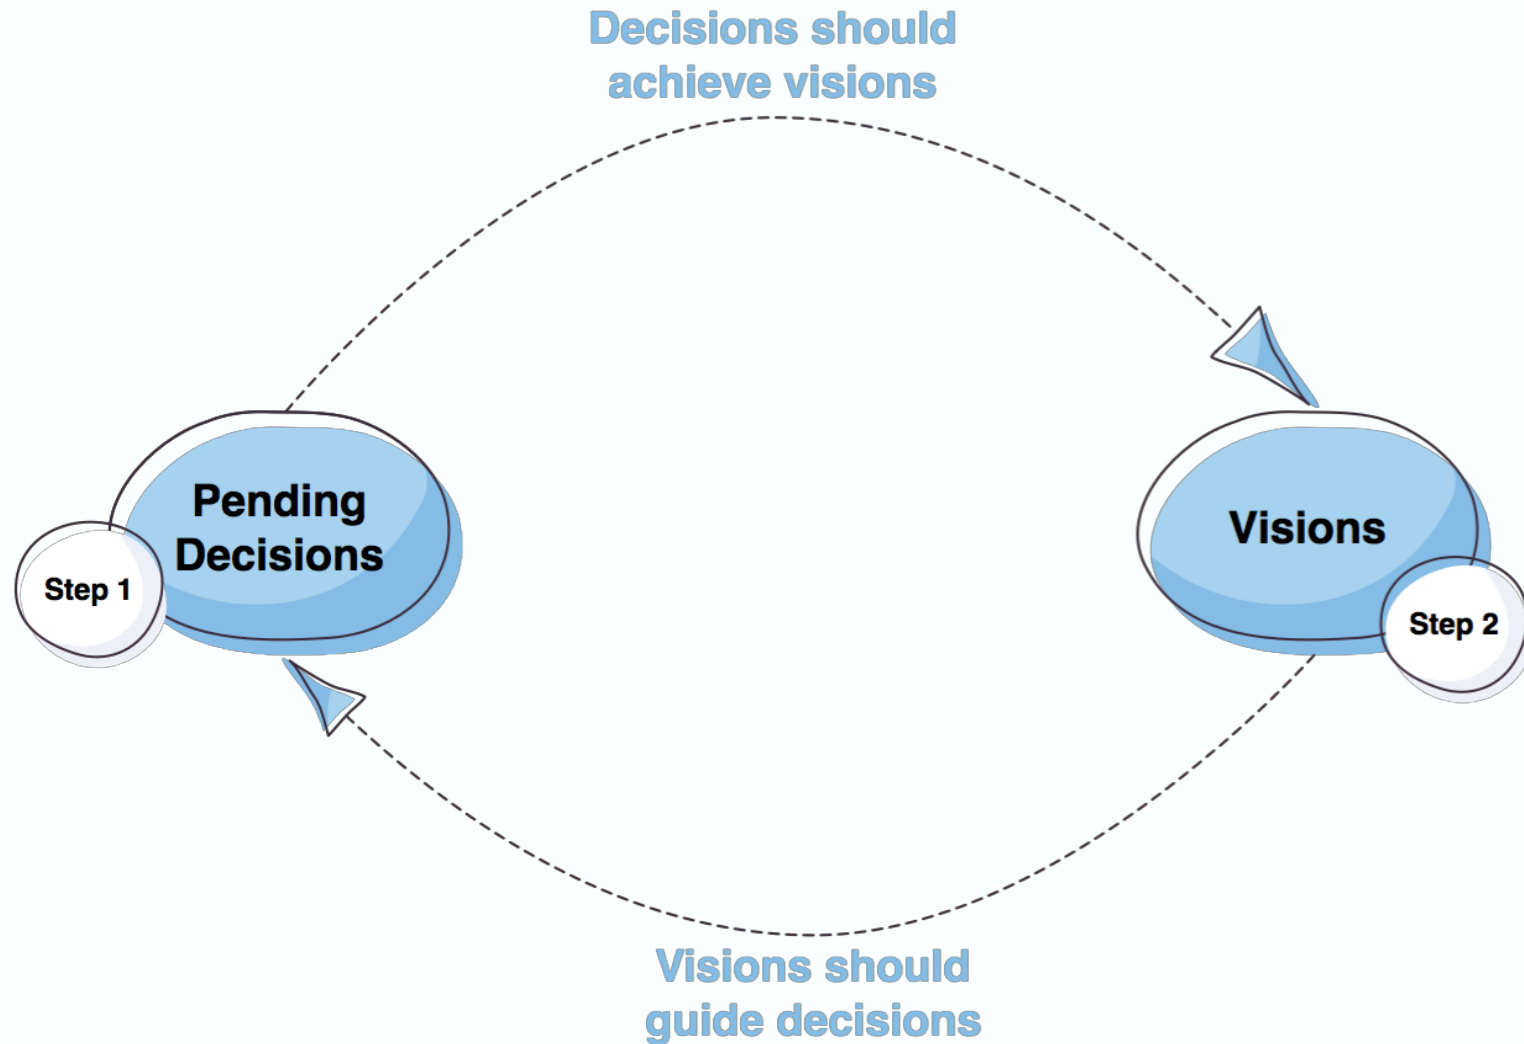 Decisions should
achieve visions
Pending
Decisions
Step 1
Visions
Step 2
Visions should
guide decisions